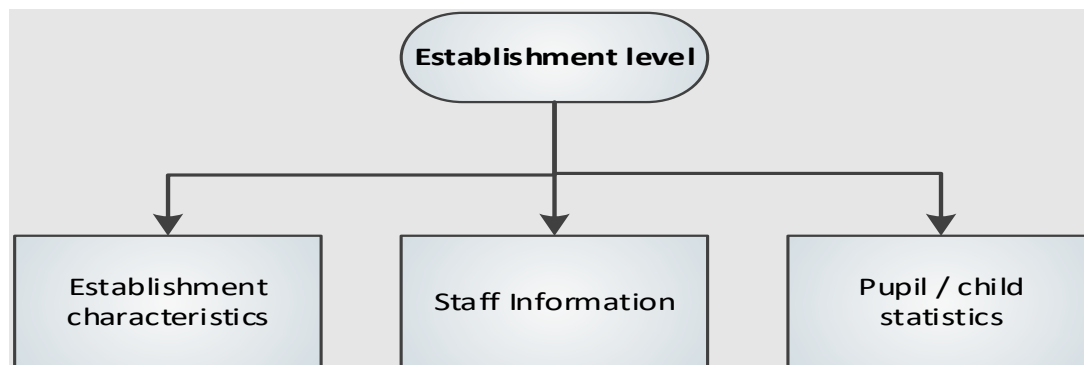 Establishment level
Establishment
characteristics
Staff Information
Pupil / child
statistics